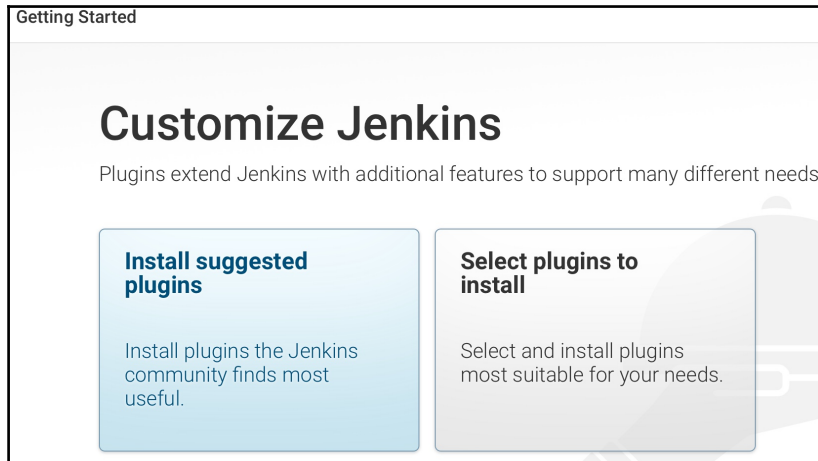 Getting Started
Customize Jenkins
Plugins extend Jenkins with additional features to support many different needs
Install suggested
plugins
Install plugins the Jenkins
community finds most
useful.
Select plugins to
install
Select and install plugins
most suitable for your needs.